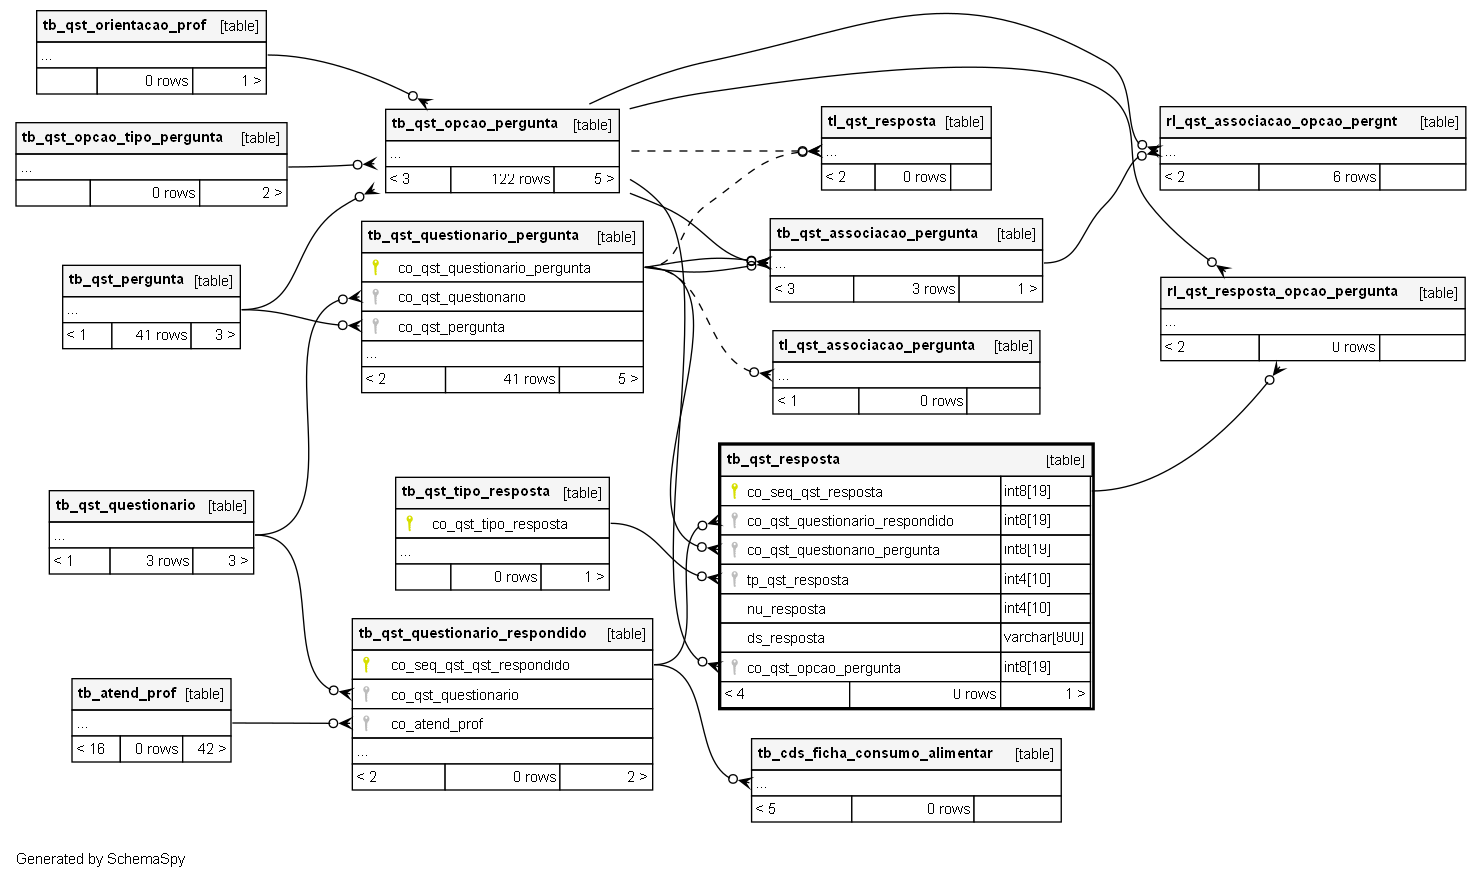 tb_qst_orientacao_prof [table]
...
0 rows 1 >
tb_qst_opcao_tipo_pergunta [table]
...
0 rows 2 >
tb_qst_pergunta [table]
...
< 1 41 rows 3 >
tb_qst_questionario [table]
...
< 1 3 rows 3 >
tb_atend_prof [table]
...
< 16 0 rows 42 >
tb_qst_opcao_pergunta [table]
...
< 3 122 rows 5 >
tb_qst_questionario_pergunta [table]
co_qst_questionario_pergunta
co_qst_questionario
co_qst_pergunta
...
< 2 41 rows 5 >
tb_qst_tipo_resposta [table]
co_qst_tipo_resposta
...
0 rows 1 >
tb_qst_questionario_respondido [table]
co_seq_qst_qst_respondido
co_qst_questionario
co_atend_prof
...
< 2 0 rows 2 >
tl_qst_resposta [table]
...
< 2 0 rows
tb_qst_associacao_pergunta [table]
...
< 3 3 rows 1 >
tl_qst_associacao_pergunta [table]
...
< 1 0 rows
tb_qst_resposta [table]
co_seq_qst_resposta int8[19]
co_qst_questionario_respondido int8[19]
co_qst_questionario_pergunta int8[19]
tp_qst_resposta int4[10]
nu_resposta int4[10]
ds_resposta varchar[800]
co_qst_opcao_pergunta int8[19]
< 4 0 rows 1 >
tb_cds_ficha_consumo_alimentar [table]
...
< 5 0 rows
rl_qst_associacao_opcao_pergnt [table]
...
< 2 6 rows
rl_qst_resposta_opcao_pergunta [table]
...
< 2 0 rows
Generated by SchemaSpy